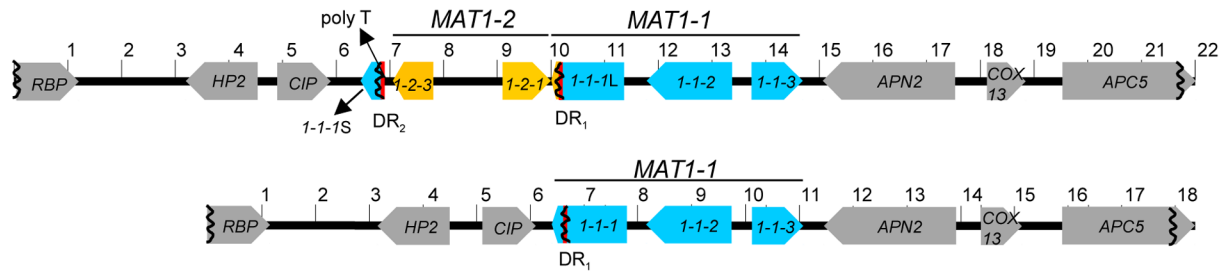 poly T MAT1-2 MAT1-1
1 2 3 4 5 6 7 8 9 10 11 12 13 14 15 16 17 18 19 20 21 22
RBP HP2 CIP 1-2-3 1-2-1 1-1-1L 1-1-2 1-1-3 APN2 COX 13 APC5
1-1-1S DR2 DR1
MAT1-1
1 2 3 4 5 6 7 8 9 10 11 12 13 14 15 16 17 18
RBP HP2 CIP 1-1-1 1-1-2 1-1-3 APN2 COX 13 APC5
DR1